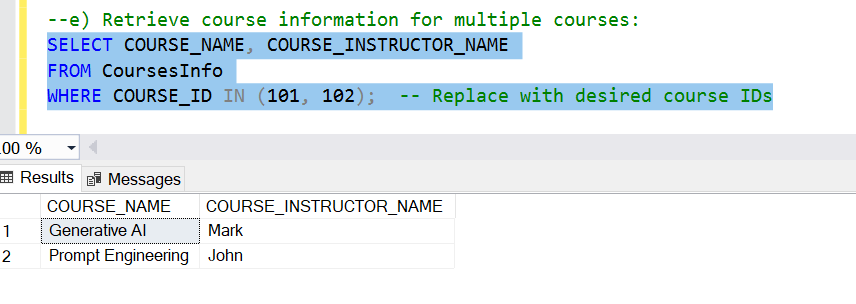 --e) Retrieve course information for multiple courses:
SELECT COURSE_NAME, COURSE_INSTRUCTOR_NAME
FROM CoursesInfo
WHERE COURSE_ID IN (101, 102);  -- Replace with desired course IDs
.00 %
Results Messages
COURSE_NAME COURSE_INSTRUCTOR_NAME
1 Generative AI Mark
2 Prompt Engineering John